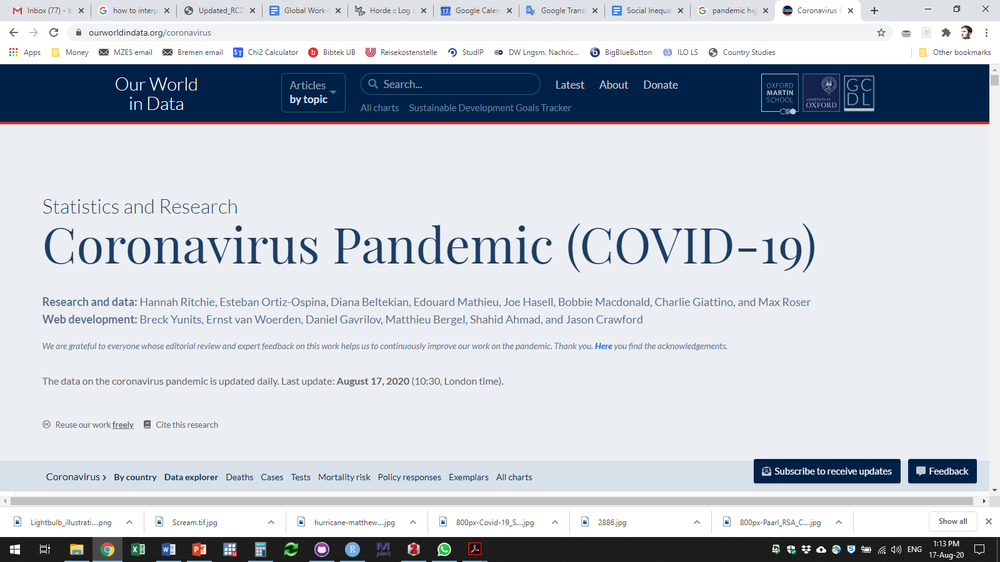 Inbox (77) - b
how to interp
Updated_RC2
Global Work-
Horde :: Log i
Google Calen
Google Transl
Social Inequal
pandemic hig
Coronavirus P
ourworldindata.org/coronavirus
Apps
Money
MZES email
Bremen email
Chi2 Calculator
Bibtek UB
Reisekostenstelle
StudIP
DW Lngsm. Nachric...
BigBlueButton
ILO LS
Country Studies
Other bookmarks
Our World
in Data
Articles
by topic
Search...
Latest
About
Donate
All charts
Sustainable Development Goals Tracker
OXFORD
MARTIN
SCHOOL
UNIVERSITY OF
OXFORD
GC
DL
Statistics and Research
Coronavirus Pandemic (COVID-19)
Research and data: Hannah Ritchie, Esteban Ortiz-Ospina, Diana Beltekian, Edouard Mathieu, Joe Hasell, Bobbie Macdonald, Charlie Giattino, and Max Roser
Web development: Breck Yunits, Ernst van Woerden, Daniel Gavrilov, Matthieu Bergel, Shahid Ahmad, and Jason Crawford
We are grateful to everyone whose editorial review and expert feedback on this work helps us to continuously improve our work on the pandemic. Thank you. Here you find the acknowledgements.
The data on the coronavirus pandemic is updated daily. Last update: August 17, 2020 (10:30, London time).
Reuse our work freely
Cite this research
Coronavirus
By country
Data explorer
Deaths
Cases
Tests
Mortality risk
Policy responses
Exemplars
All charts
Subscribe to receive updates
Feedback
Lightbulb_illustrati....png
Scream.tif.jpg
hurricane-matthew....jpg
800px-Covid-19_S....jpg
2886.jpg
800px-Paarl_RSA_C....jpg
Show all
ENG
1:13 PM
17-Aug-20